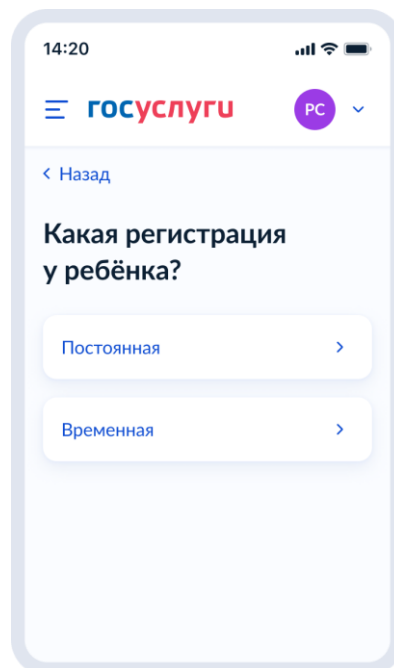 14:20
госуслуги
РС
Назад
Какая регистрация
у ребёнка?
Постоянная
Временная